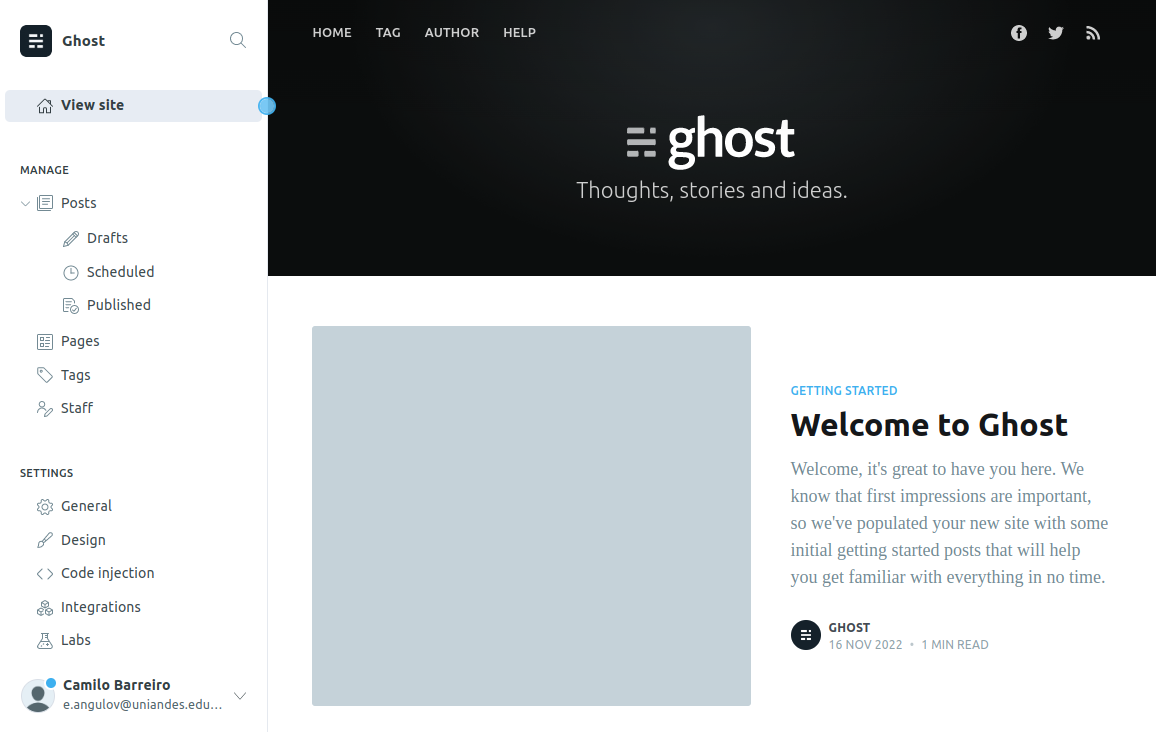 Ghost
View site
MANAGE
Posts
Drafts
Scheduled
Published
Pages
Tags
Staff
SETTINGS
General
Design
Code injection
Integrations
Labs
Camilo Barreiro
e.angulov@uniandes.edu...
HOME TAG AUTHOR HELP
ghost
Thoughts, stories and ideas.
GETTING STARTED
Welcome to Ghost
Welcome, it's great to have you here. We
know that first impressions are important,
so we've populated your new site with some
initial getting started posts that will help
you get familiar with everything in no time.
GHOST
16 NOV 2022 • 1 MIN READ